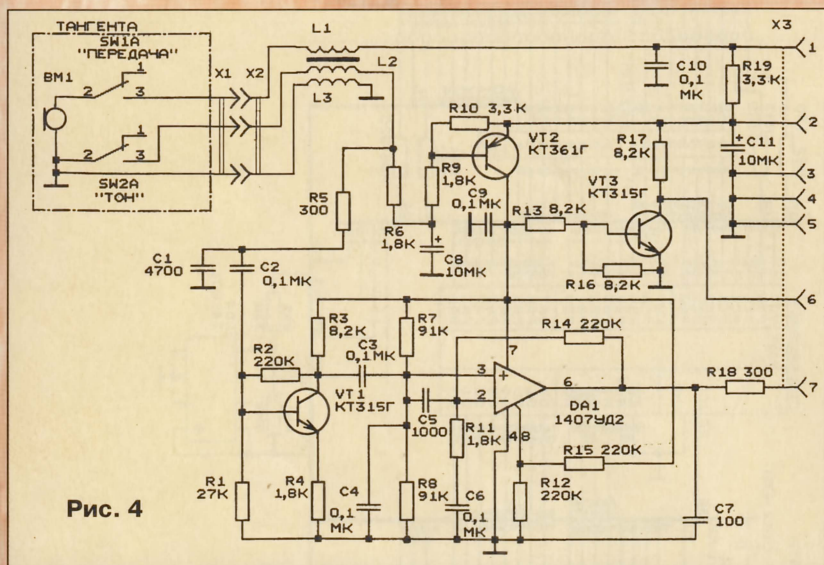 ТАНГЕНТА
SW1A
"ПЕРЕДАЧА"
BM1
1
2
3
1
2
3
SW2A
"ТОН"
X1
X2
L1
L2
L3
X3
1
C10
0,1
МК
R19
3,3К
R10 3,3К
VT2
КТ361Г
2
R17
8,2К
C11
+
10МК
R9
1,8К
C9
0,1МК
VT3
КТ315Г
3
4
5
R5
300
R6
1,8К
+
C8
10МК
R13 8,2К
R16 8,2К
C1
4700
C2
0,1МК
6
R3
8,2К
R7
91К
R14 220К
C3
0,1МК
R2
220К
7
3
+
2
−
6
R18 300
7
VT1
КТ315Г
C5
1000
R11
1,8К
48
DA1
1407УД2
R15 220К
R1
27К
R4
1,8К
C4
0,1
МК
R8
91К
C6
0,1
МК
R12
220К
C7
100
Рис. 4